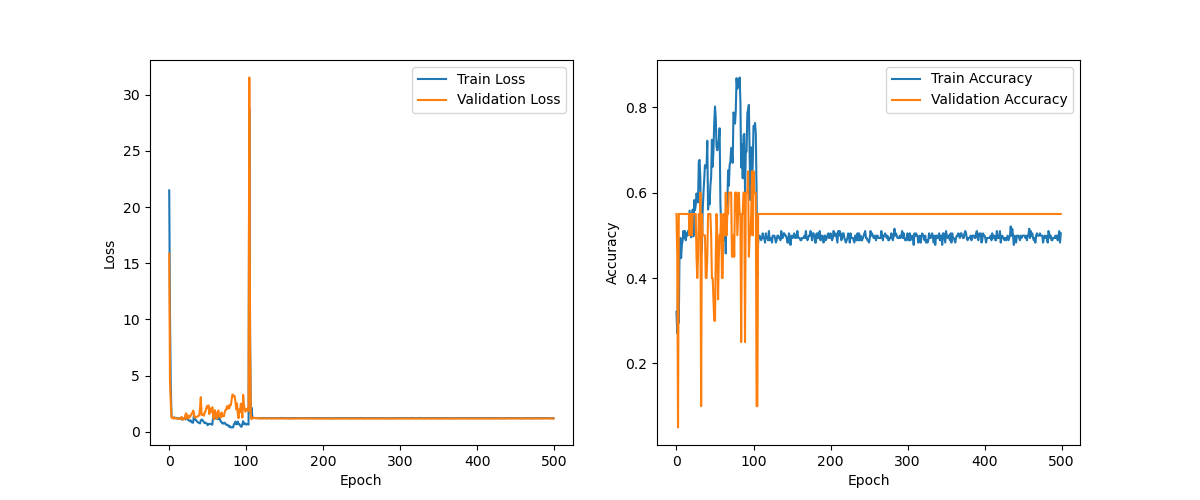 Train Loss
Validation Loss
30
25
20
15
10
5
0
Loss
0 100 200 300 400 500
Epoch
Train Accuracy
Validation Accuracy
0.8
0.6
0.4
0.2
Accuracy
0 100 200 300 400 500
Epoch